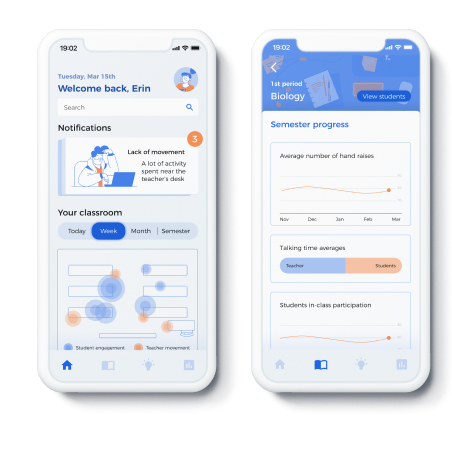 19:02
Tuesday, Mar 15th
Welcome back, Erin
Search
Notifications
3
Lack of movement
A lot of activity
spent near the
teacher's desk
Your classroom
Today Week Month Semester
Student engagement Teacher movement
19:02
1st period
Biology
View students
Semester progress
Average number of hand raises
Nov Dec Jan Feb Mar
Talking time averages
Teacher Students
Students in-class participation